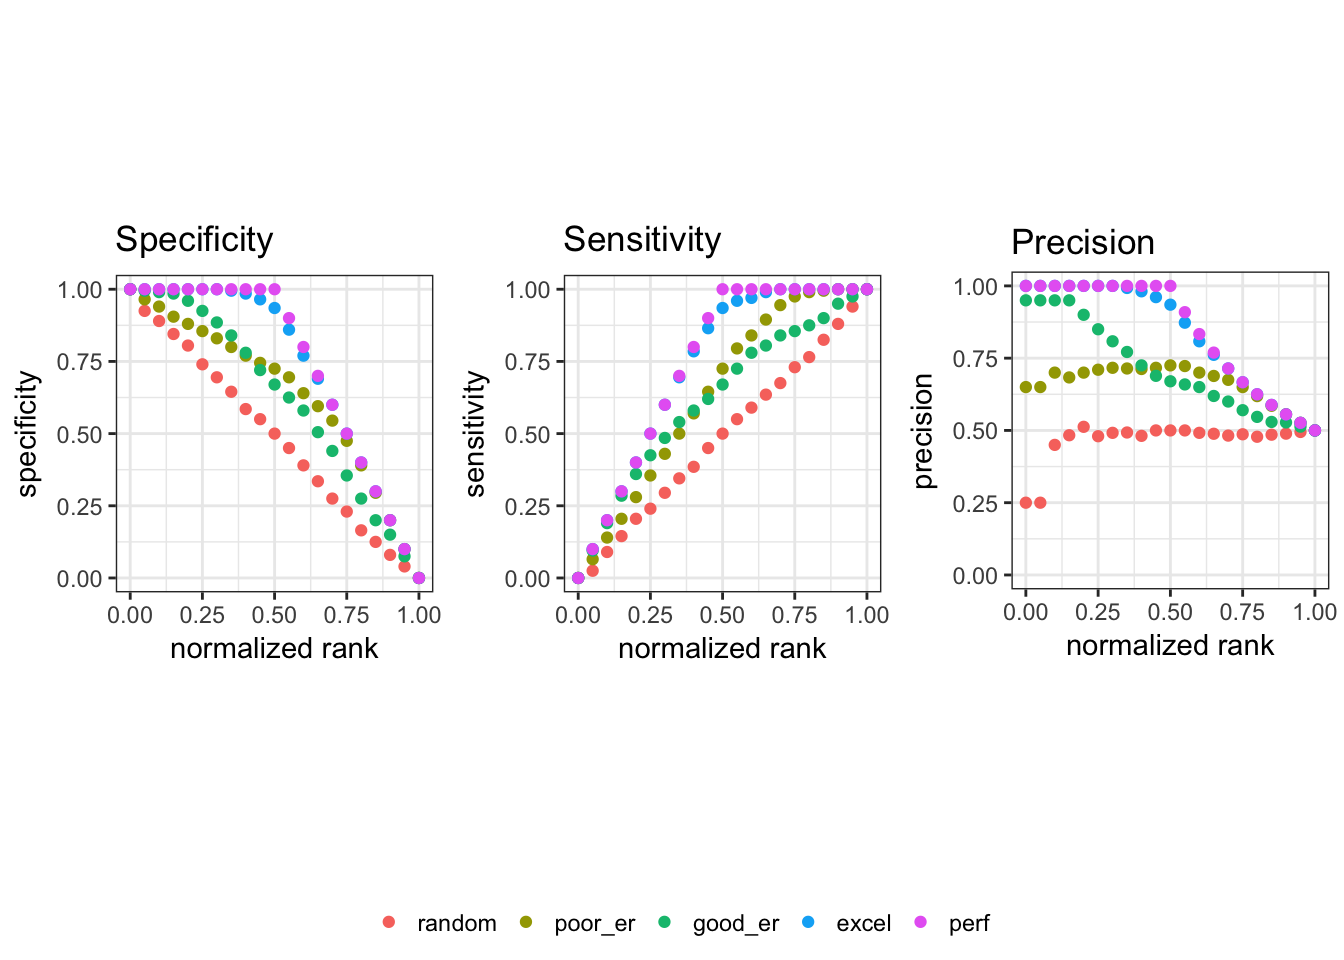 Specificity
1.00
0.75
0.50
0.25
0.00
specificity
0.00 0.25 0.50 0.75 1.00
normalized rank
Sensitivity
1.00
0.75
0.50
0.25
0.00
sensitivity
0.00 0.25 0.50 0.75 1.00
normalized rank
Precision
1.00
0.75
0.50
0.25
0.00
precision
0.00 0.25 0.50 0.75 1.00
normalized rank
random poor_er good_er excel perf